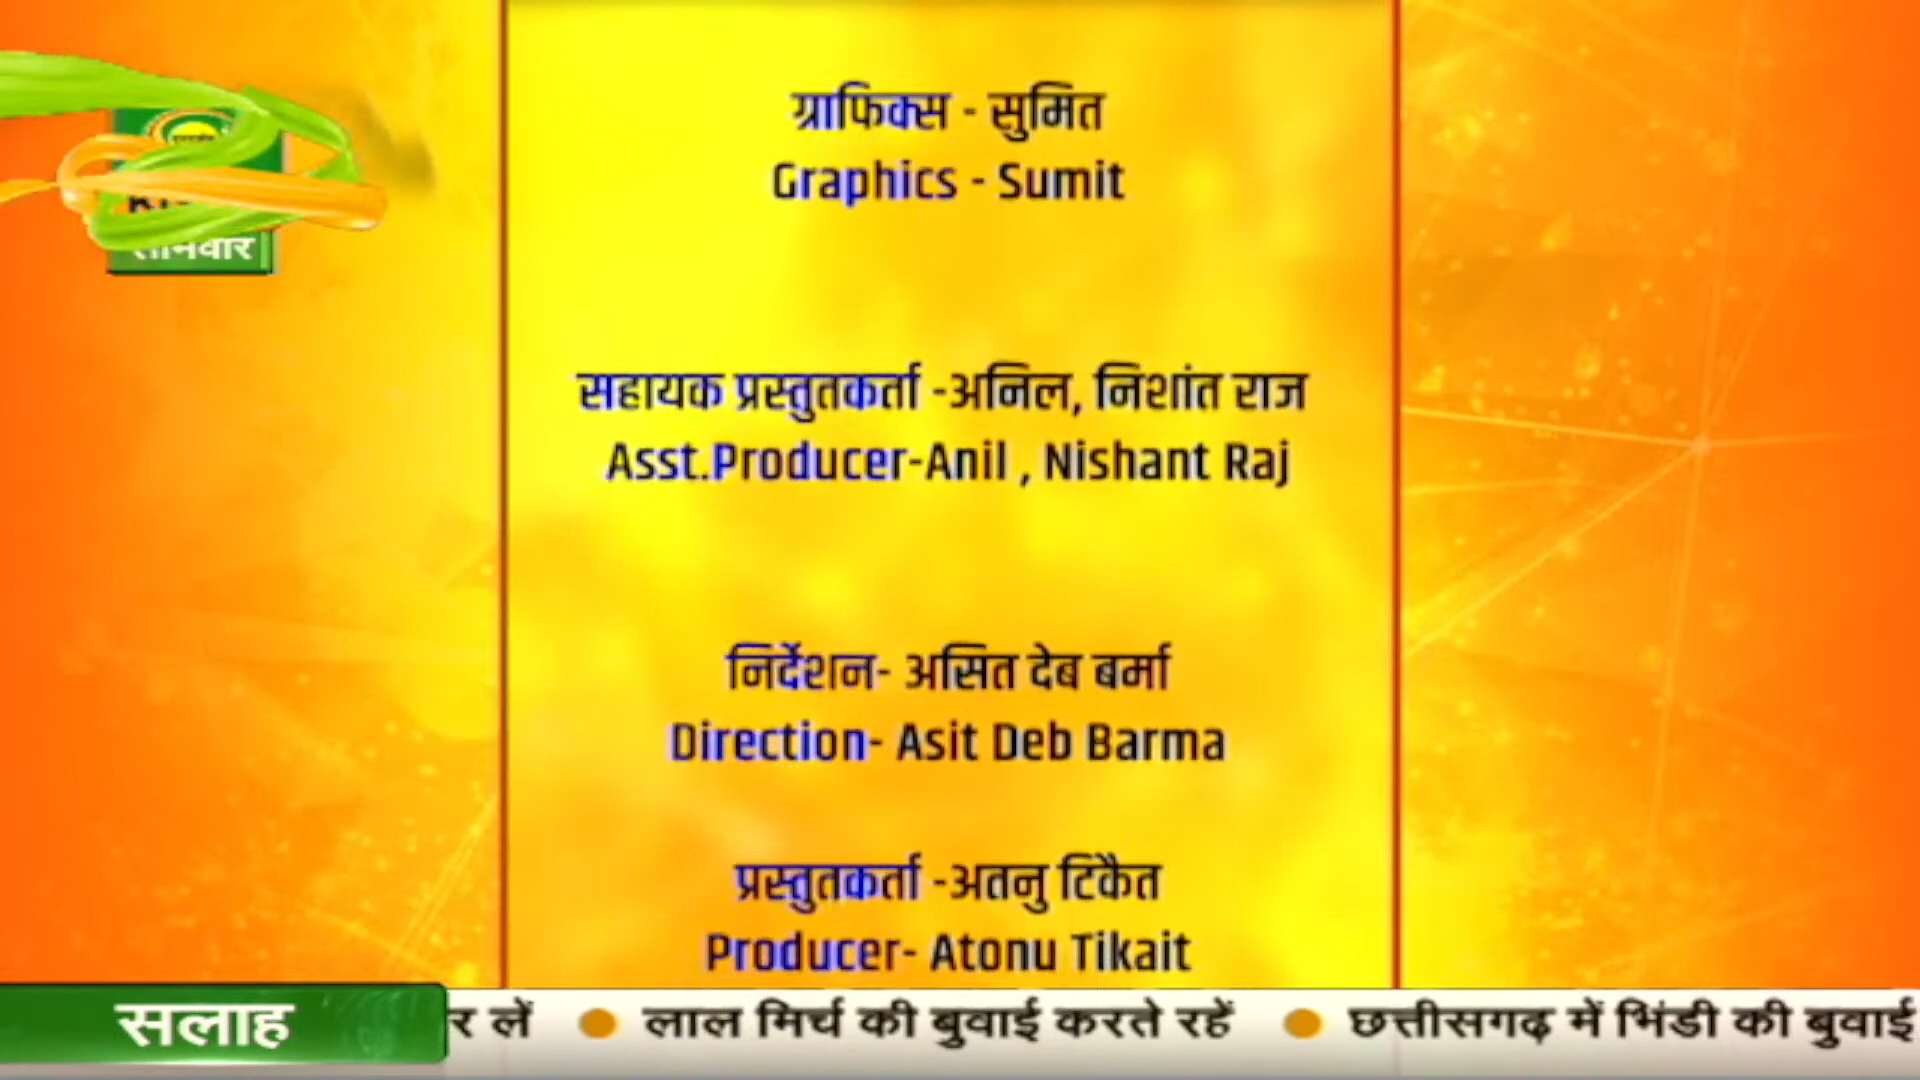 ग्राफिक्स - सुमित
Graphics - Sumit
सोमवार
सहायक प्रस्तुतकर्ता -अनिल, निशांत राज
Asst.Producer-Anil , Nishant Raj
निर्देशन- असित देब बर्मा
Direction- Asit Deb Barma
प्रस्तुतकर्ता -अतनु टिकैत
Producer- Atonu Tikait
सलाह
र लें ● लाल मिर्च की बुवाई करते रहें ● छत्तीसगढ़ में भिंडी की बुवाई